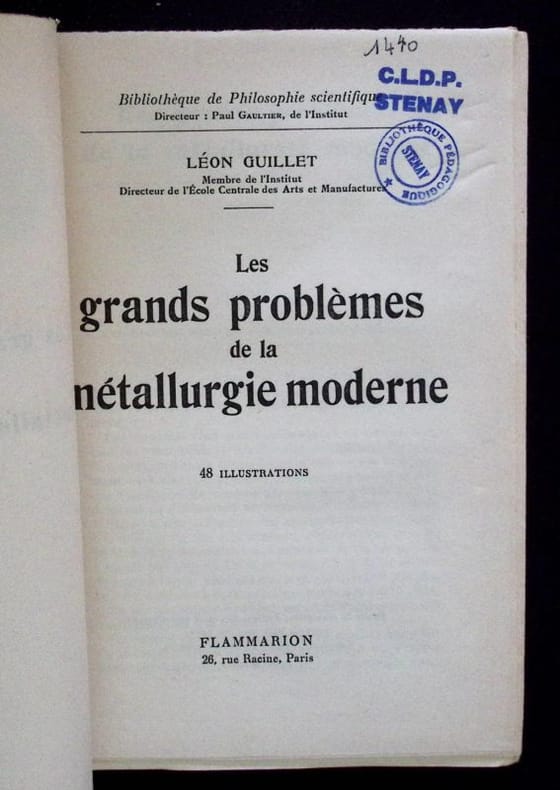 1440
C.L.D.P.
STENAY
BIBLIOTHÈQUE PÉDAGOGIQUE
STENAY
Bibliothèque de Philosophie scientifique
Directeur : Paul GAULTIER, de l'Institut
LÉON GUILLET
Membre de l'Institut
Directeur de l'École Centrale des Arts et Manufactures
Les
grands problèmes
de la
métallurgie moderne
48 ILLUSTRATIONS
FLAMMARION
26, rue Racine, Paris